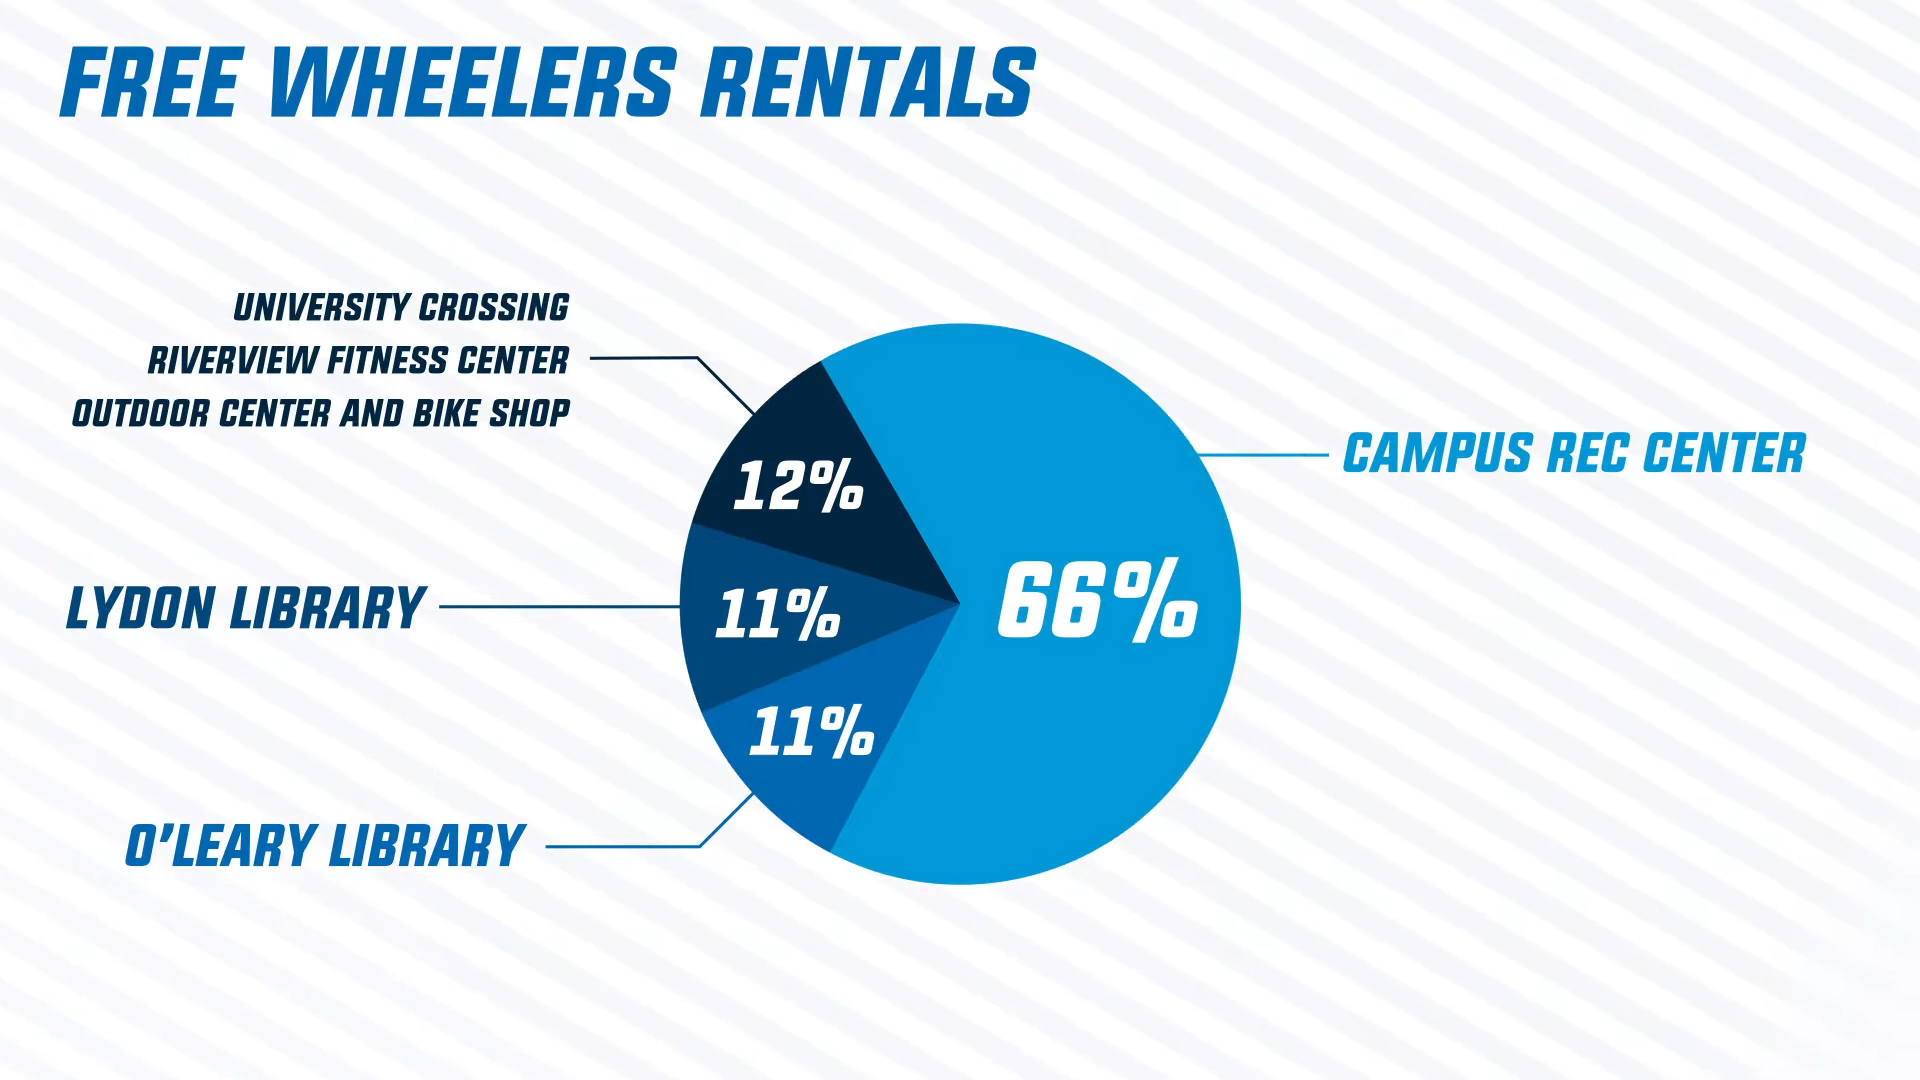 FREE WHEELERS RENTALS
UNIVERSITY CROSSING
RIVERVIEW FITNESS CENTER
OUTDOOR CENTER AND BIKE SHOP
CAMPUS REC CENTER
12%
66%
LYDON LIBRARY
11%
11%
O'LEARY LIBRARY